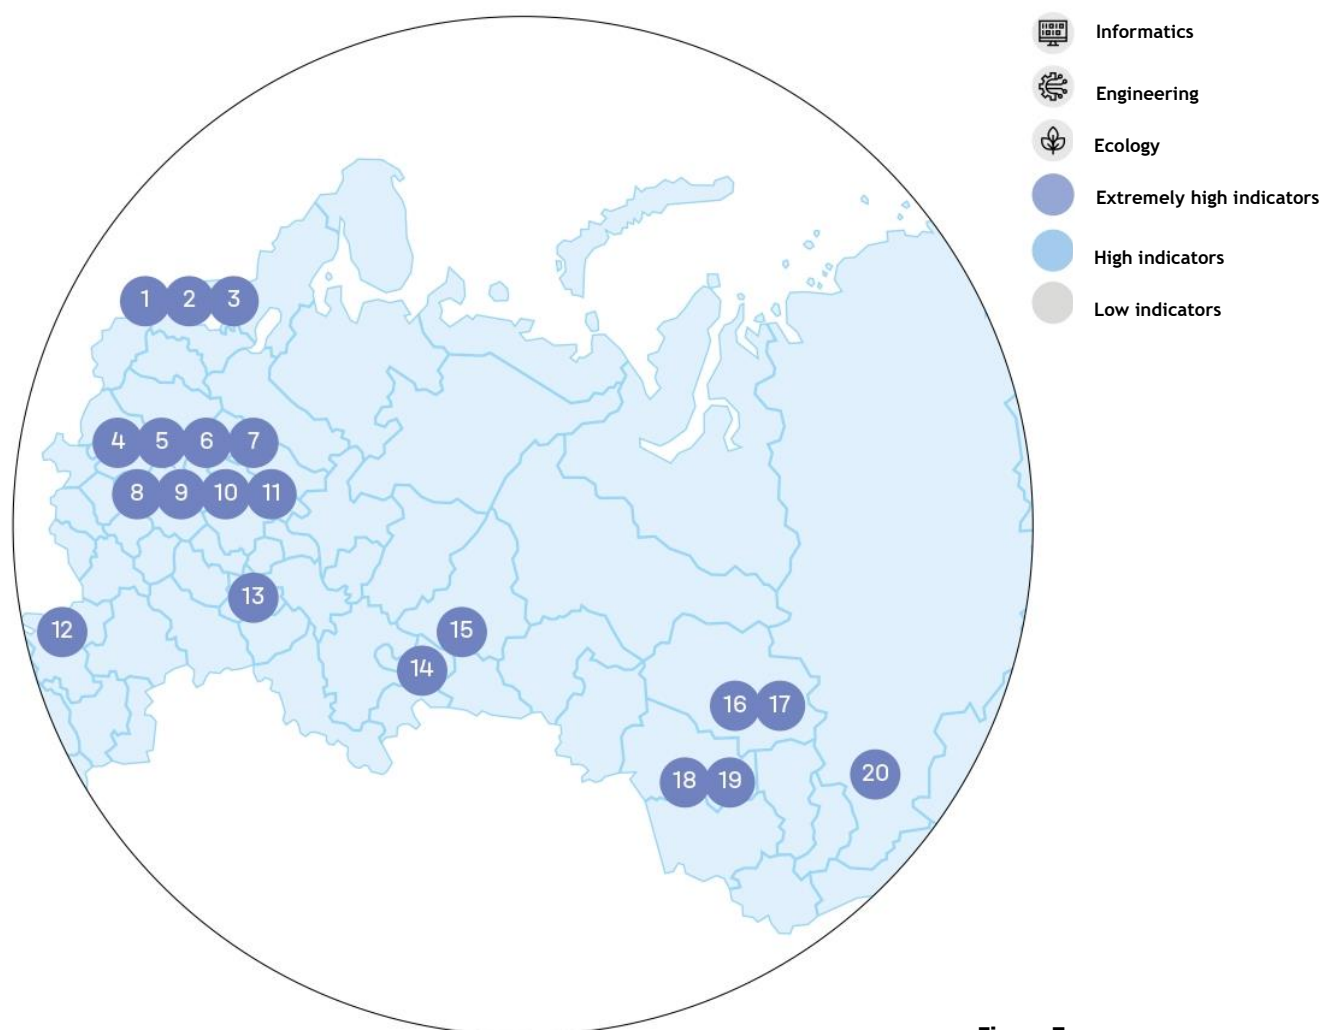 Informatics
Engineering
Ecology
Extremely high indicators
High indicators
Low indicators
1 2 3
4 5 6 7
8 9 10 11
13
12
15
14
16 17
18 19
20